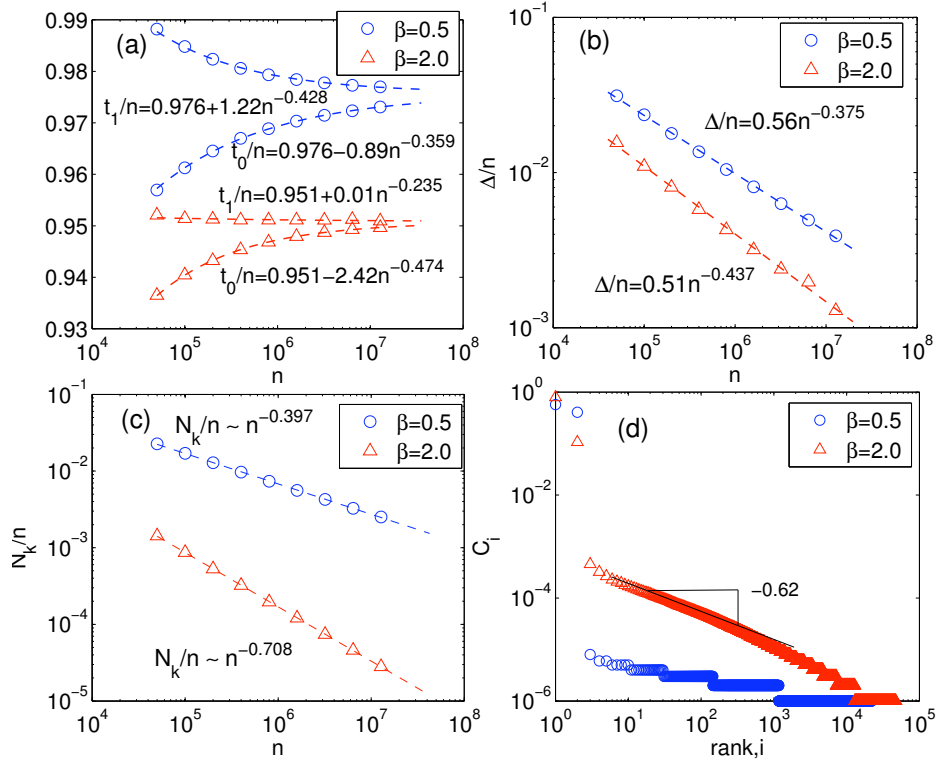 (a)
β=0.5
β=2.0
t₁/n=0.976+1.22n^−0.428
t₀/n=0.976−0.89n^−0.359
t₁/n=0.951+0.01n^−0.235
t₀/n=0.951−2.42n^−0.474
0.99
0.98
0.97
0.96
0.95
0.94
0.93
10^4
10^5
10^6
10^7
10^8
n
(b)
β=0.5
β=2.0
Δ/n=0.56n^−0.375
Δ/n=0.51n^−0.437
Δ/n
10^−1
10^−2
10^−3
10^4
10^5
10^6
10^7
10^8
n
(c)
β=0.5
β=2.0
N_k/n ~ n^−0.397
N_k/n ~ n^−0.708
N_k/n
10^−1
10^−2
10^−3
10^−4
10^−5
10^4
10^5
10^6
10^7
10^8
n
(d)
β=0.5
β=2.0
−0.62
C_i
10^0
10^−2
10^−4
10^−6
10^0
10^1
10^2
10^3
10^4
10^5
rank,i